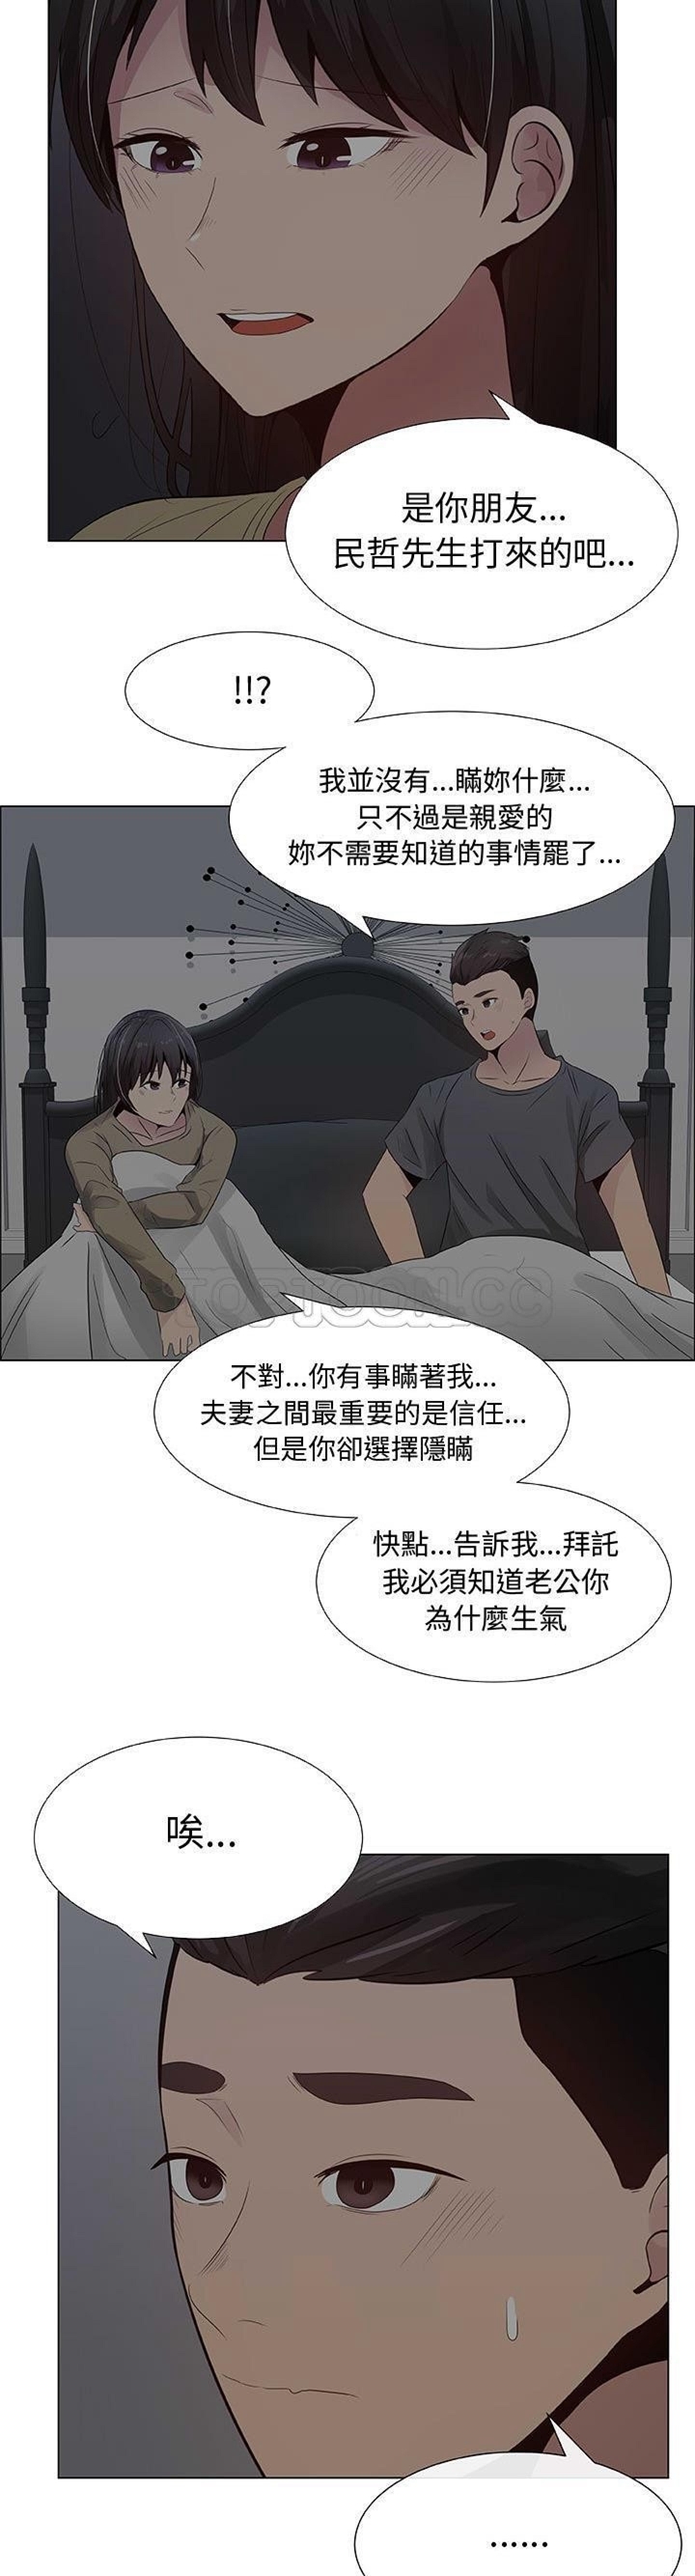 是你朋友...
民哲先生打來的吧...
!!?
我並沒有...瞞妳什麼...
只不過是親愛的
妳不需要知道的事情罷了...
TOPTOON.CC
不對...你有事瞞著我...
夫妻之間最重要的是信任...
但是你卻選擇隱瞞
快點...告訴我...拜託
我必須知道老公你
為什麼生氣
唉...
......